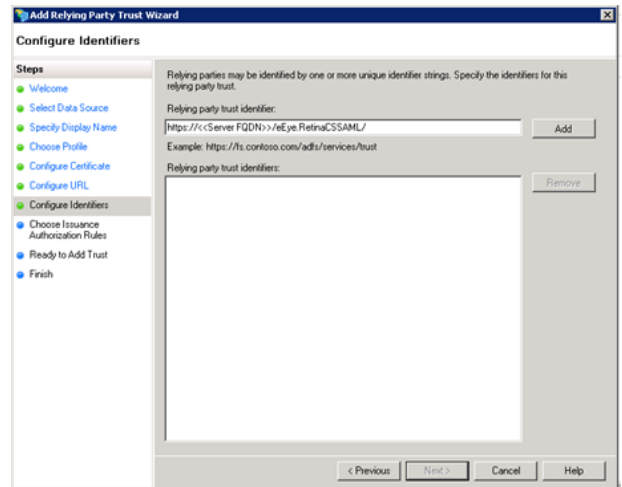 Add Relying Party Trust Wizard
Configure Identifiers
Steps
Welcome
Select Data Source
Specify Display Name
Choose Profile
Configure Certificate
Configure URL
Configure Identifiers
Choose Issuance
Authorization Rules
Ready to Add Trust
Finish
Relying parties may be identified by one or more unique identifier strings. Specify the identifiers for this
relying party trust.
Relying party trust identifier:
https://<<Server FQDN>>/eEye.RetinaCSSAML/
Add
Example: https://fs.contoso.com/adfs/services/trust
Relying party trust identifiers:
Remove
< Previous
Next >
Cancel
Help